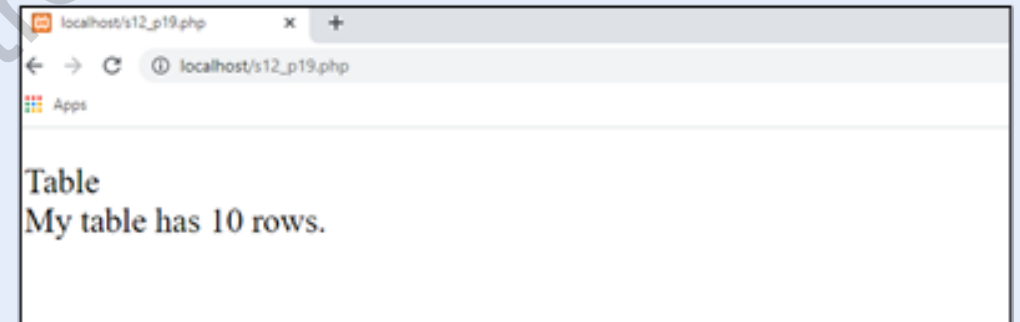 localhost/s12_p19.php
localhost/s12_p19.php
Apps
Table
My table has 10 rows.